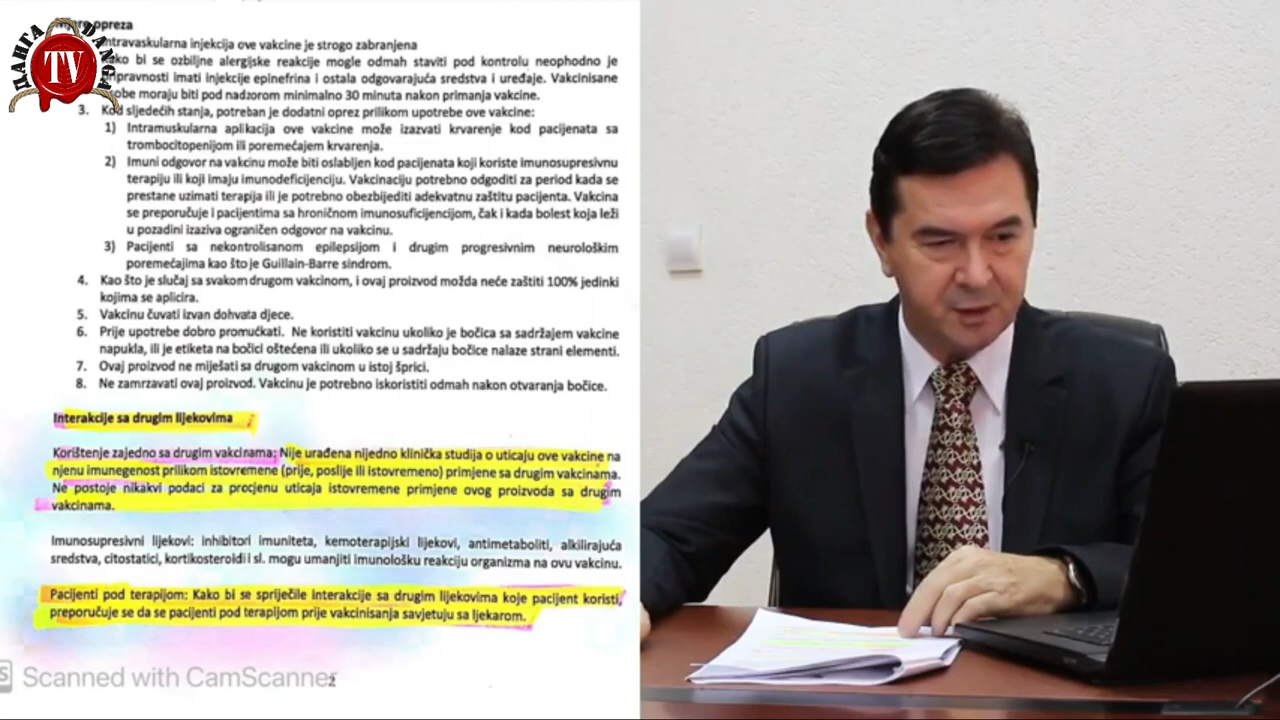 Mjere opreza
ntravaskularna injekcija ove vakcine je strogo zabranjena
ako bi se ozbiljne alergijske reakcije mogle odmah staviti pod kontrolu neophodno je
ripravnosti imati injekcije epinefrina i ostala odgovarajuća sredstva i uređaje. Vakcinisane
sobe moraju biti pod nadzorom minimalno 30 minuta nakon primanja vakcine.
3. Kod sljedećih stanja, potreban je dodatni oprez prilikom upotrebe ove vakcine:
1) Intramuskularna aplikacija ove vakcine može izazvati krvarenje kod pacijenata sa
trombocitopenijom ili poremećajem krvarenja.
2) Imuni odgovor na vakcinu može biti oslabljen kod pacijenata koji koriste imunosupresivnu
terapiju ili koji imaju imunodeficijenciju. Vakcinaciju potrebno odgoditi za period kada se
prestane uzimati terapija ili je potrebno obezbijediti adekvatnu zaštitu pacijenta. Vakcina
se preporučuje i pacijentima sa hroničnom imunosuficijencijom, čak i kada bolest koja leži
u pozadini izaziva ograničen odgovor na vakcinu.
3) Pacijenti sa nekontrolisanom epilepsijom i drugim progresivnim neurološkim
poremećajima kao što je Guillain-Barre sindrom.
4. Kao što je slučaj sa svakom drugom vakcinom, i ovaj proizvod možda neće zaštiti 100% jedinki
kojima se aplicira.
5. Vakcinu čuvati izvan dohvata djece.
6. Prije upotrebe dobro promućkati. Ne koristiti vakcinu ukoliko je bočica sa sadržajem vakcine
napukla, ili je etiketa na bočici oštećena ili ukoliko se u sadržaju bočice nalaze strani elementi.
7. Ovaj proizvod ne miješati sa drugom vakcinom u istoj šprici.
8. Ne zamrzavati ovaj proizvod. Vakcinu je potrebno iskoristiti odmah nakon otvaranja bočice.
Interakcije sa drugim lijekovima
Korištenje zajedno sa drugim vakcinama: Nije urađena nijedno klinička studija o uticaju ove vakcine na
njenu imunegenost prilikom istovremene (prije, poslije ili istovremeno) primjene sa drugim vakcinama.
Ne postoje nikakvi podaci za procjenu uticaja istovremene primjene ovog proizvoda sa drugim
vakcinama.
Imunosupresivni lijekovi: inhibitori imuniteta, kemoterapijski lijekovi, antimetaboliti, alkilirajuća
sredstva, citostatici, kortikosteroidi i sl. mogu umanjiti imunološku reakciju organizma na ovu vakcinu.
Pacijenti pod terapijom: Kako bi se spriječile interakcije sa drugim lijekovima koje pacijent koristi,
preporučuje se da se pacijenti pod terapijom prije vakcinisanja savjetuju sa ljekarom.
S Scanned with CamScanner
2
ПАНГА TV DANGA